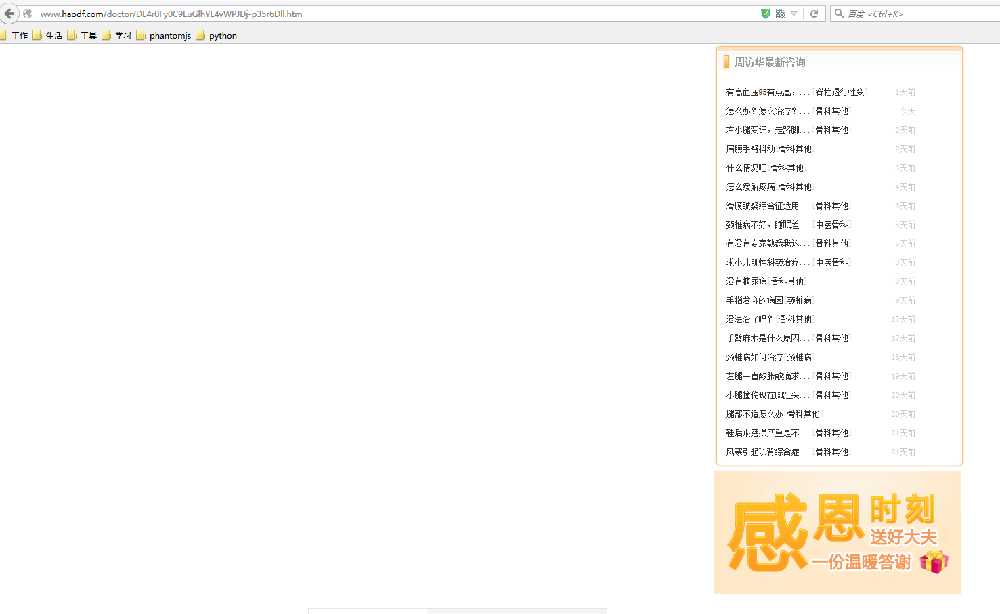 www.haodf.com/doctor/DE4r0Fy0C9LuGlhYL4vWPJDj-p35r6Dll.htm
百度 <Ctrl+K>
工作 生活 工具 学习 phantomjs python
周访华最新咨询
有高血压95有点高，...[脊柱退行性变] 1天前
怎么办？怎么治疗？...[骨科其他] 今天
右小腿变细，走路脚...[骨科其他] 2天前
肩膀手臂抖动[骨科其他] 2天前
什么情况吧[骨科其他] 3天前
怎么缓解疼痛[骨科其他] 4天前
滑膜皱襞综合征适用...[骨科其他] 5天前
颈椎病不好，睡眠差...[中医骨科] 5天前
有没有专家熟悉我这...[骨科其他] 5天前
求小儿肌性斜颈治疗...[中医骨科] 8天前
没有糖尿病[骨科其他] 8天前
手指发麻的病因[颈椎病] 9天前
没法治了吗？[骨科其他] 17天前
手臂麻木是什么原因...[骨科其他] 17天前
颈椎病如何治疗[颈椎病] 18天前
左腿一直酸胀酸痛求...[骨科其他] 19天前
小腿撞伤现在脚趾头...[骨科其他] 20天前
腿部不适怎么办[骨科其他] 20天前
鞋后跟磨损严重是不...[骨科其他] 21天前
风寒引起项背综合症...[骨科其他] 21天前
感恩时刻
送好大夫
一份温暖答谢